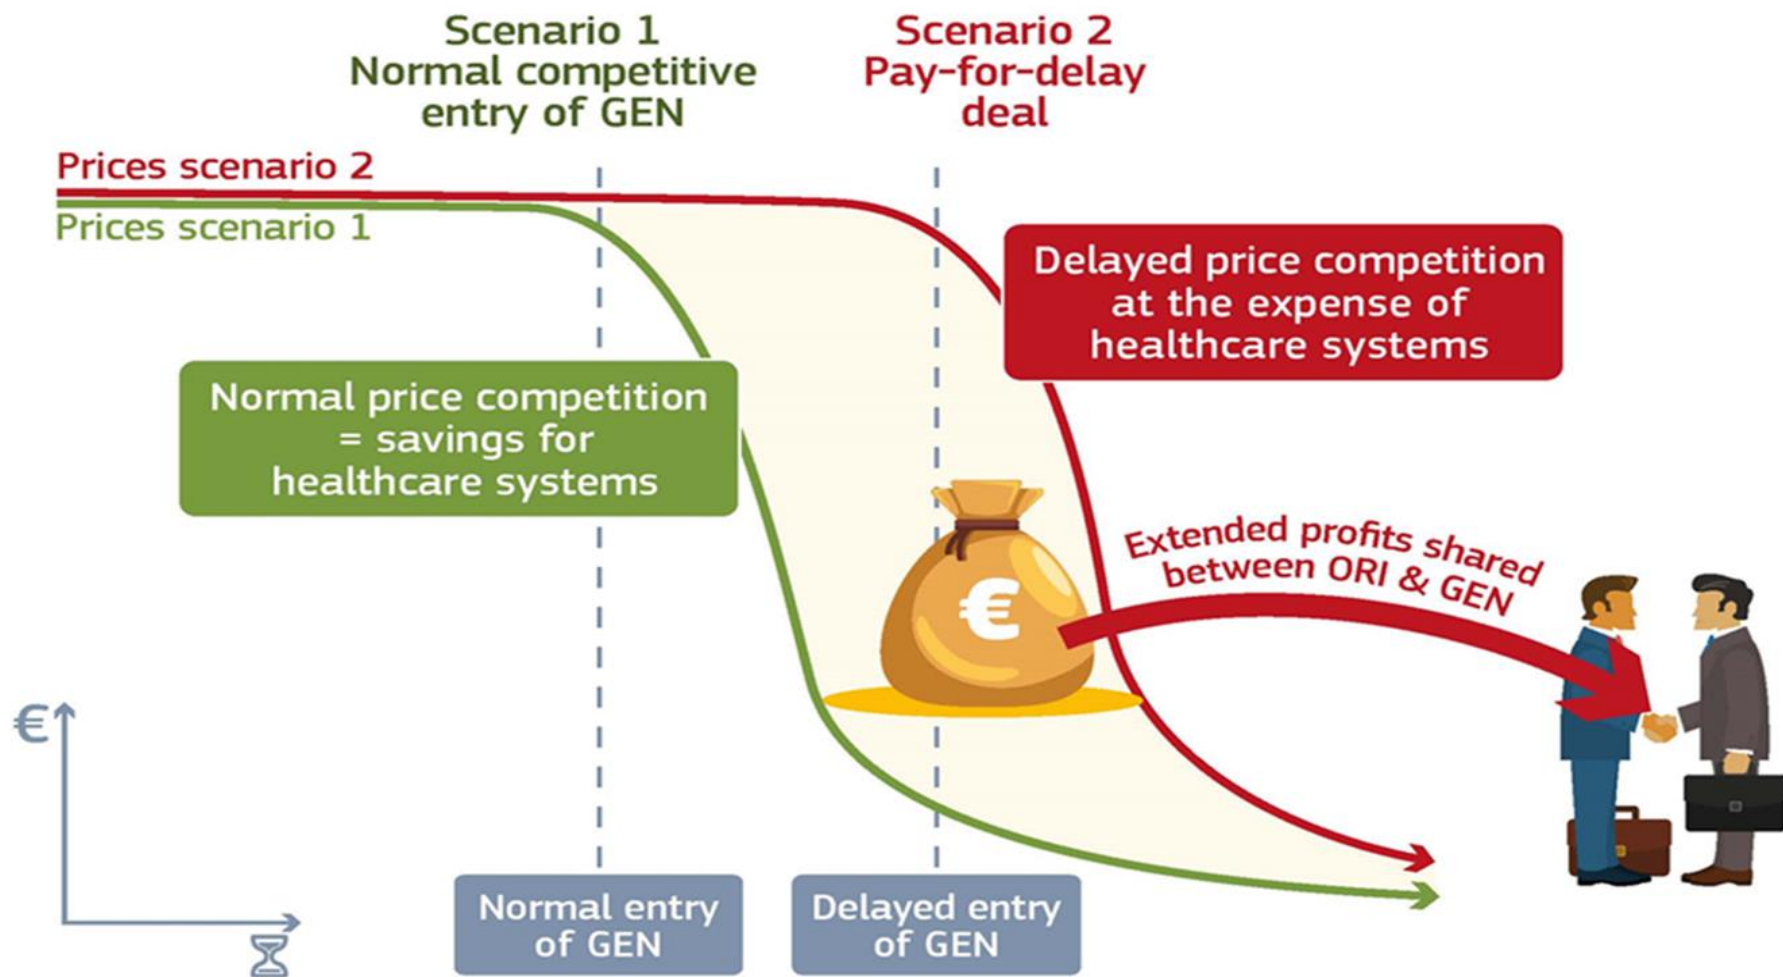 Scenario 1
Normal competitive
entry of GEN
Scenario 2
Pay-for-delay
deal
Prices scenario 2
Prices scenario 1
Delayed price competition
at the expense of
healthcare systems
Normal price competition
= savings for
healthcare systems
€
Extended profits shared
between ORI & GEN
€
Normal entry
of GEN
Delayed entry
of GEN